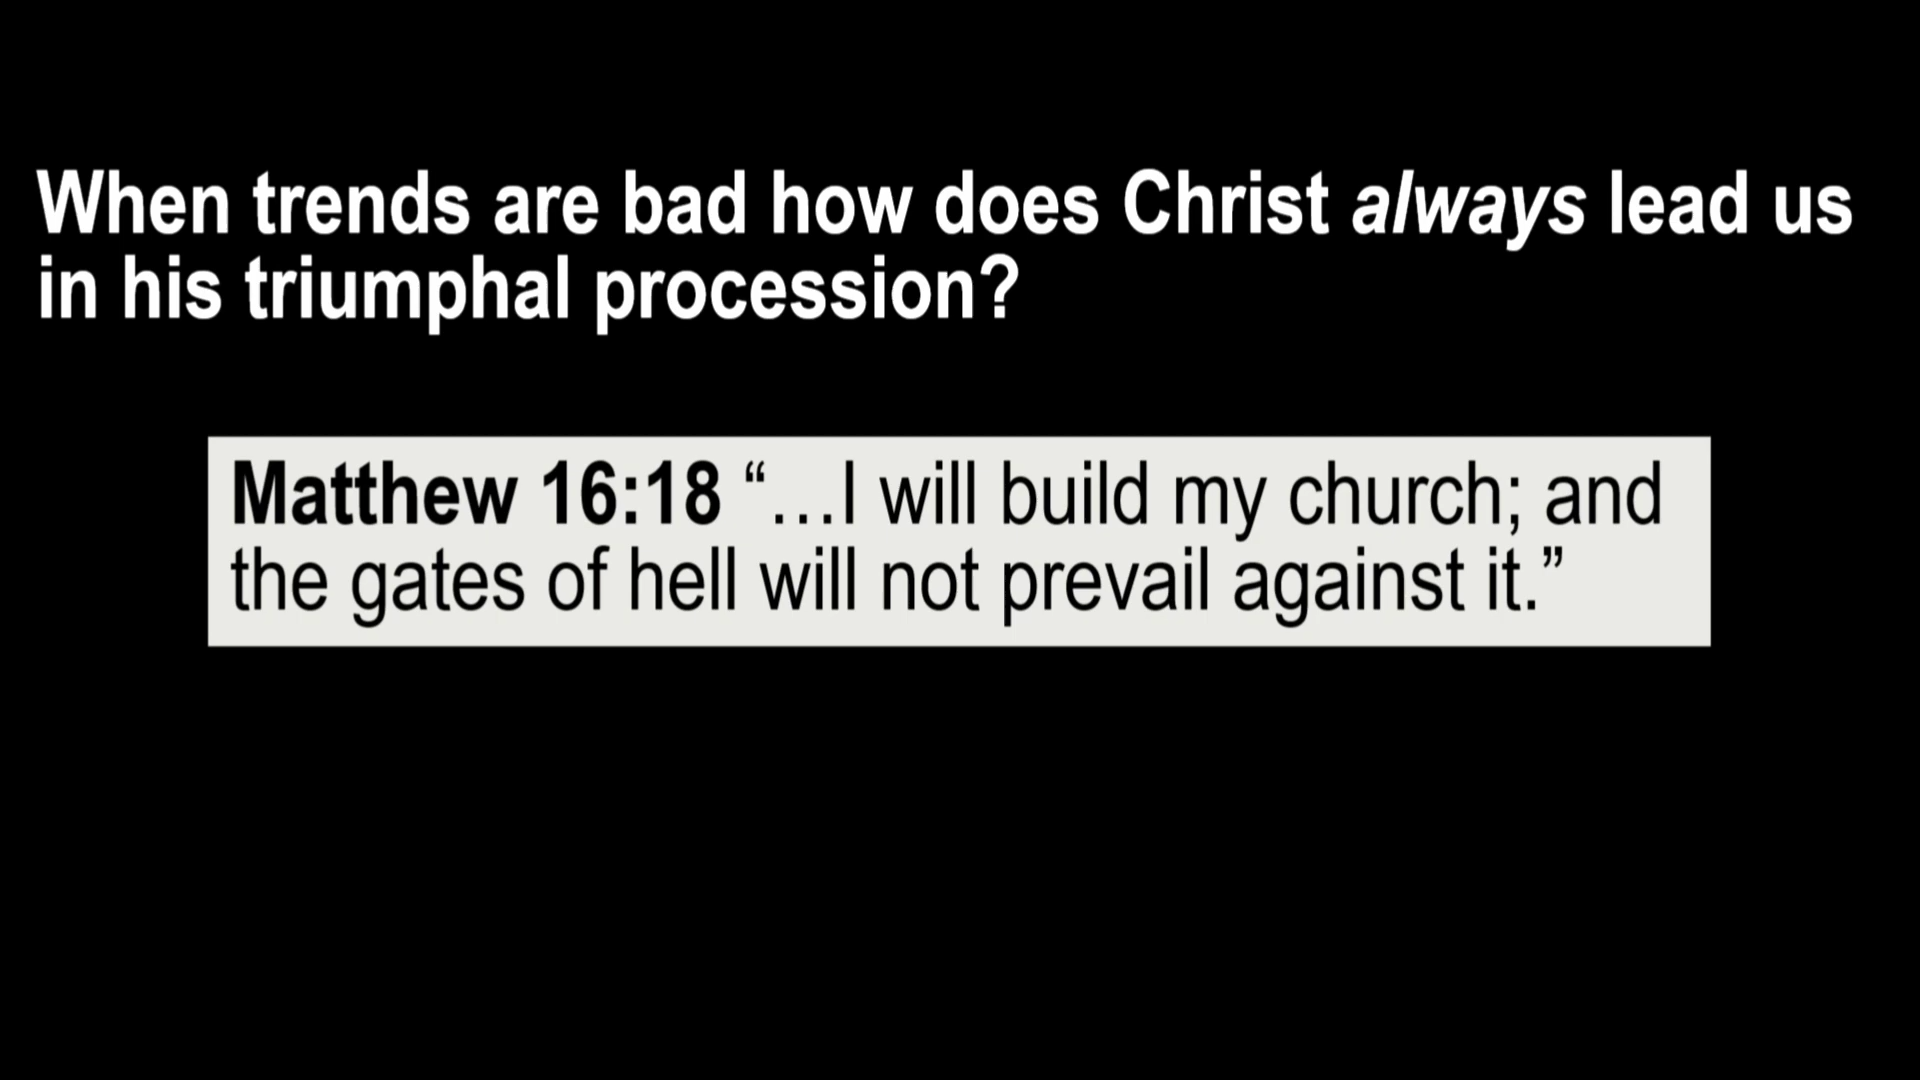 When trends are bad how does Christ always lead us
in his triumphal procession?
Matthew 16:18 “…I will build my church; and
the gates of hell will not prevail against it.”